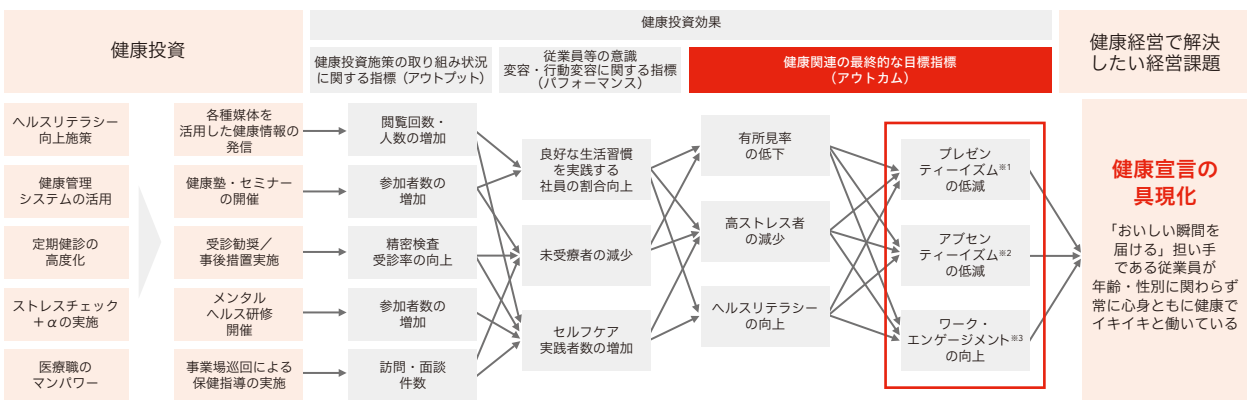 健康投資
健康投資効果
健康経営で解決
したい経営課題
健康投資施策の取り組み状況
に関する指標（アウトプット）
従業員等の意識
変容・行動変容に関する指標
（パフォーマンス）
健康関連の最終的な目標指標
（アウトカム）
ヘルスリテラシー
向上施策
健康管理
システムの活用
定期健診の
高度化
ストレスチェック
＋αの実施
医療職の
マンパワー
各種媒体を
活用した健康情報の
発信
健康塾・セミナー
の開催
受診勧奨／
事後措置実施
メンタル
ヘルス研修
開催
事業場巡回による
保健指導の実施
閲覧回数・
人数の増加
参加者数の
増加
精密検査
受診率の向上
参加者数の
増加
訪問・面談
件数
良好な生活習慣
を実践する
社員の割合向上
未受療者の減少
セルフケア
実践者数の増加
有所見率
の低下
高ストレス者
の減少
ヘルスリテラシー
の向上
プレゼン
ティーイズム※1
の低減
アブセン
ティーイズム※2
の低減
ワーク・
エンゲージメント※3
の向上
健康宣言の
具現化
「おいしい瞬間を
届ける」担い手
である従業員が
年齢・性別に関わらず
常に心身ともに健康で
イキイキと働いている